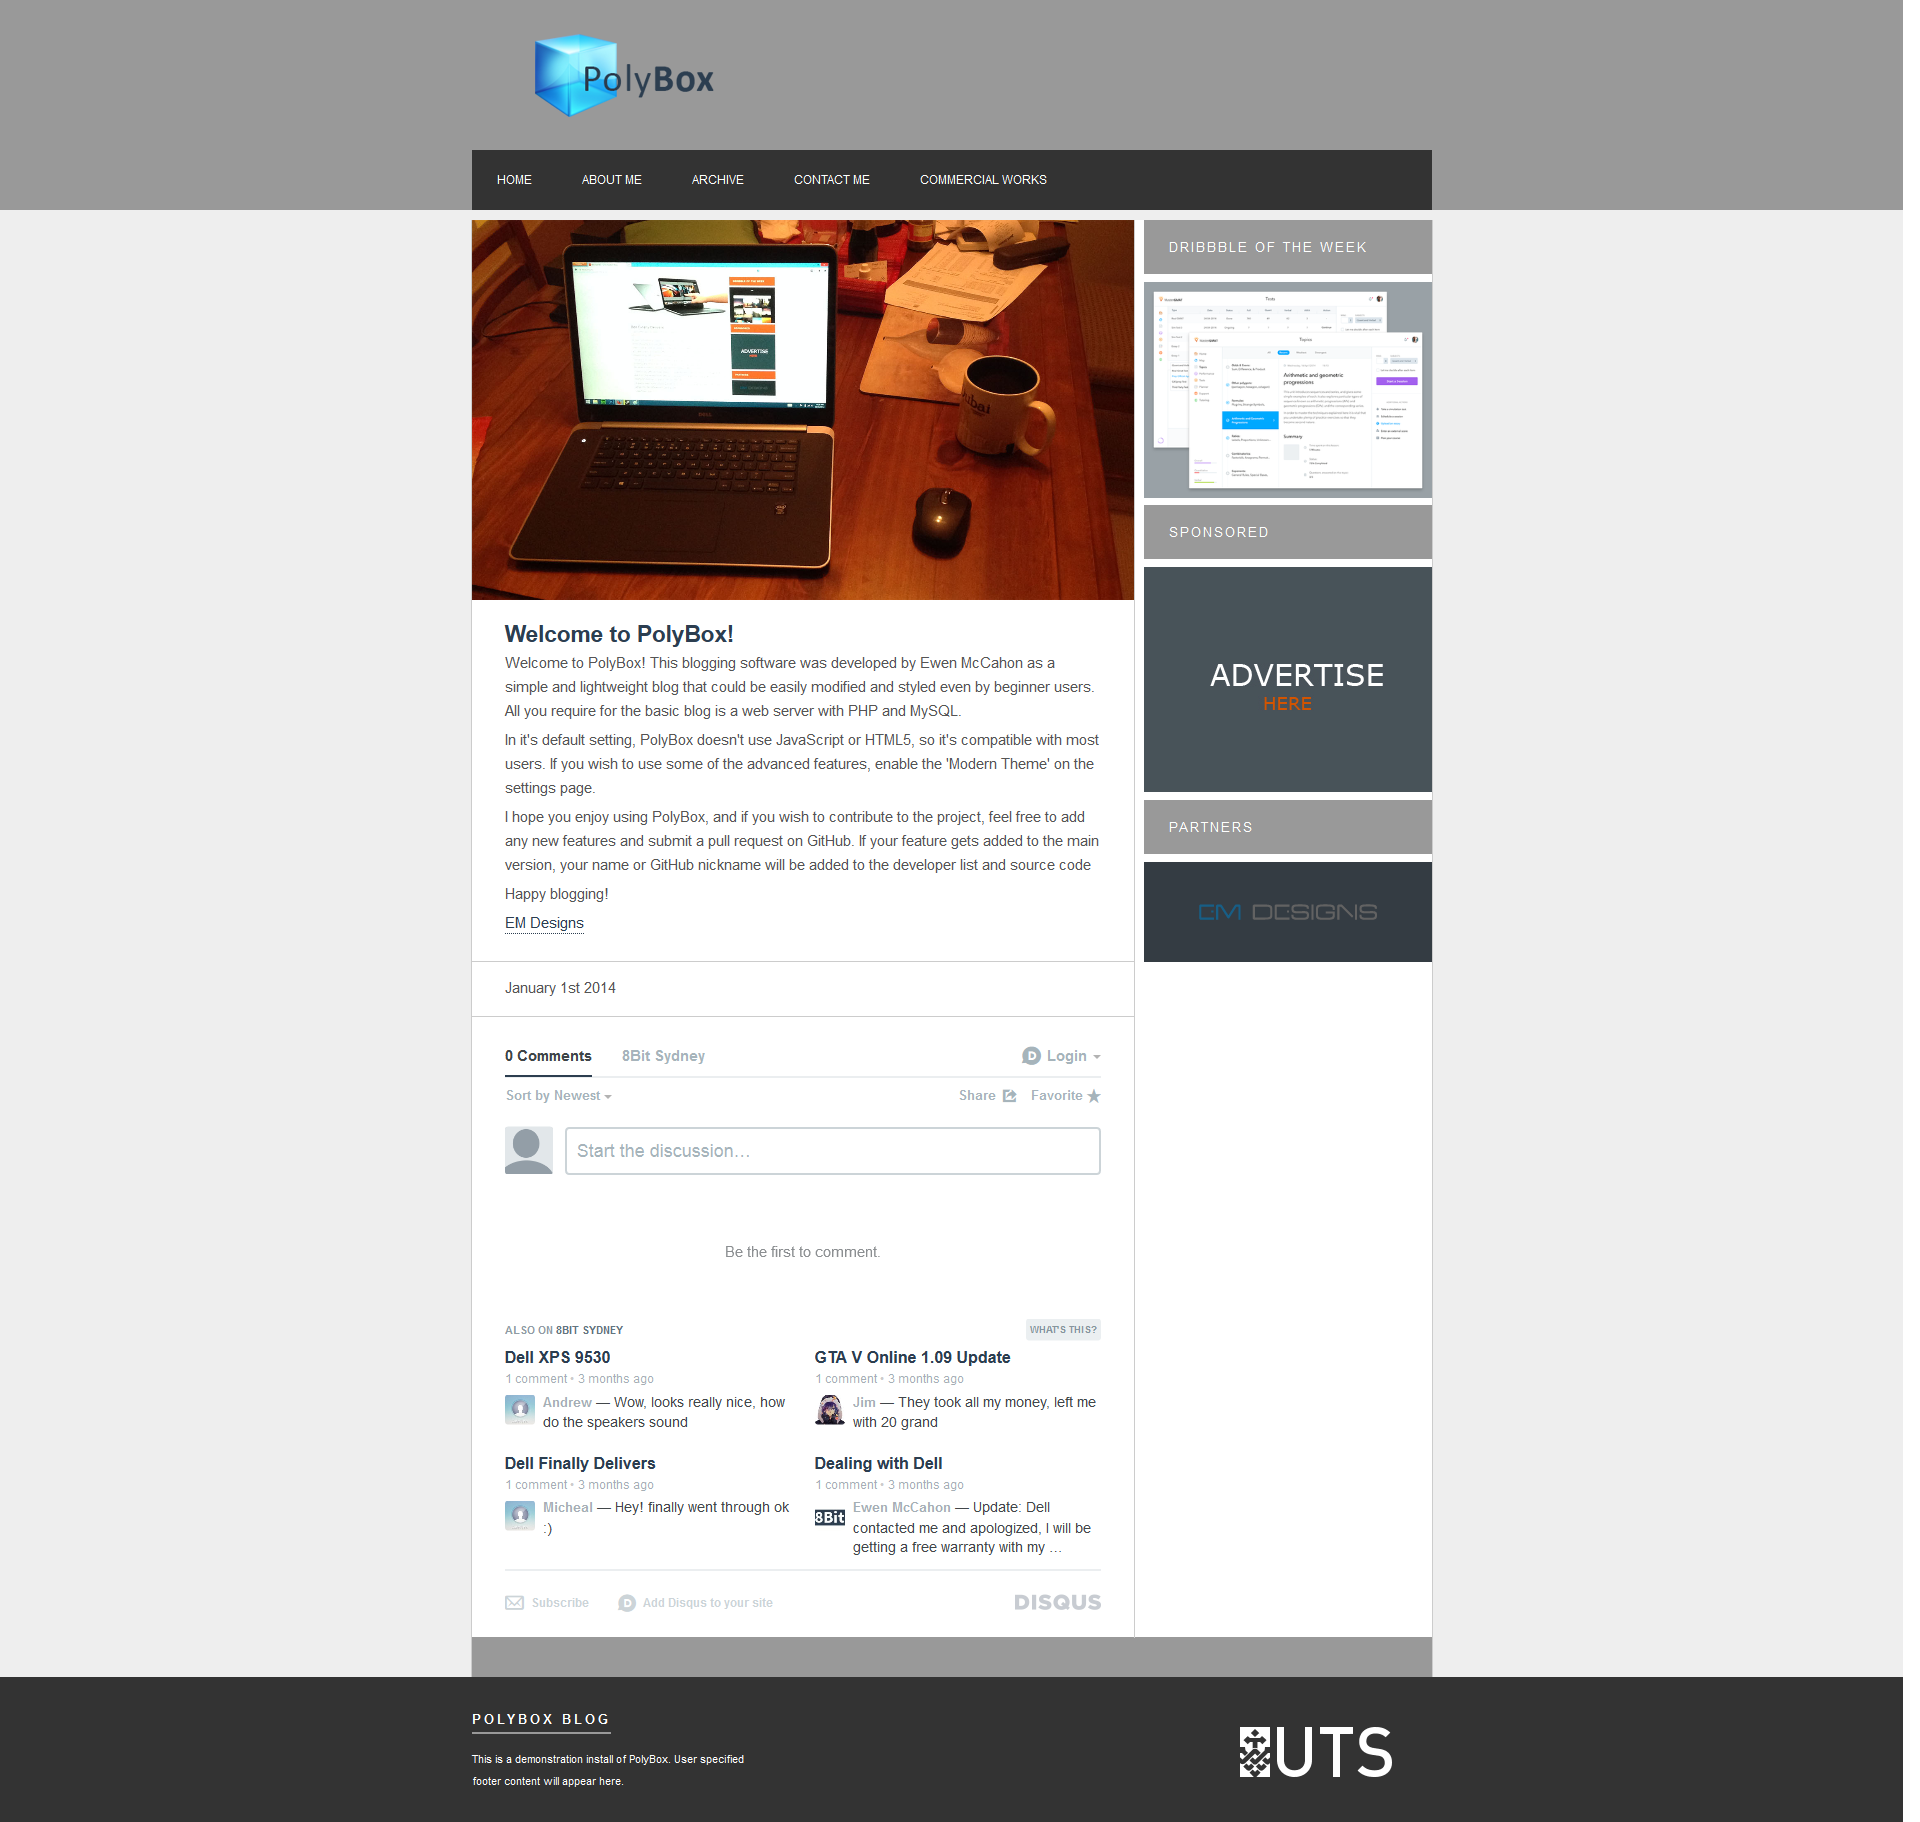 PolyBox
HOME ABOUT ME ARCHIVE CONTACT ME COMMERCIAL WORKS
Welcome to PolyBox!
Welcome to PolyBox! This blogging software was developed by Ewen McCahon as a
simple and lightweight blog that could be easily modified and styled even by beginner users.
All you require for the basic blog is a web server with PHP and MySQL.
In it's default setting, PolyBox doesn't use JavaScript or HTML5, so it's compatible with most
users. If you wish to use some of the advanced features, enable the 'Modern Theme' on the
settings page.
I hope you enjoy using PolyBox, and if you wish to contribute to the project, feel free to add
any new features and submit a pull request on GitHub. If your feature gets added to the main
version, your name or GitHub nickname will be added to the developer list and source code
Happy blogging!
EM Designs
January 1st 2014
0 Comments 8Bit Sydney Login
Sort by Newest Share Favorite
Start the discussion…
Be the first to comment.
ALSO ON 8BIT SYDNEY WHAT'S THIS?
Dell XPS 9530
1 comment • 3 months ago
Andrew — Wow, looks really nice, how
do the speakers sound
GTA V Online 1.09 Update
1 comment • 3 months ago
Jim — They took all my money, left me
with 20 grand
Dell Finally Delivers
1 comment • 3 months ago
Micheal — Hey! finally went through ok
:)
Dealing with Dell
1 comment • 3 months ago
8Bit
Ewen McCahon — Update: Dell
contacted me and apologized, I will be
getting a free warranty with my …
Subscribe Add Disqus to your site DISQUS
DRIBBBLE OF THE WEEK
Tests
Topics
Arithmetic and geometric
progressions
Summary
SPONSORED
ADVERTISE
HERE
PARTNERS
EM DESIGNS
POLYBOX BLOG
This is a demonstration install of PolyBox. User specified
footer content will appear here.
UTS